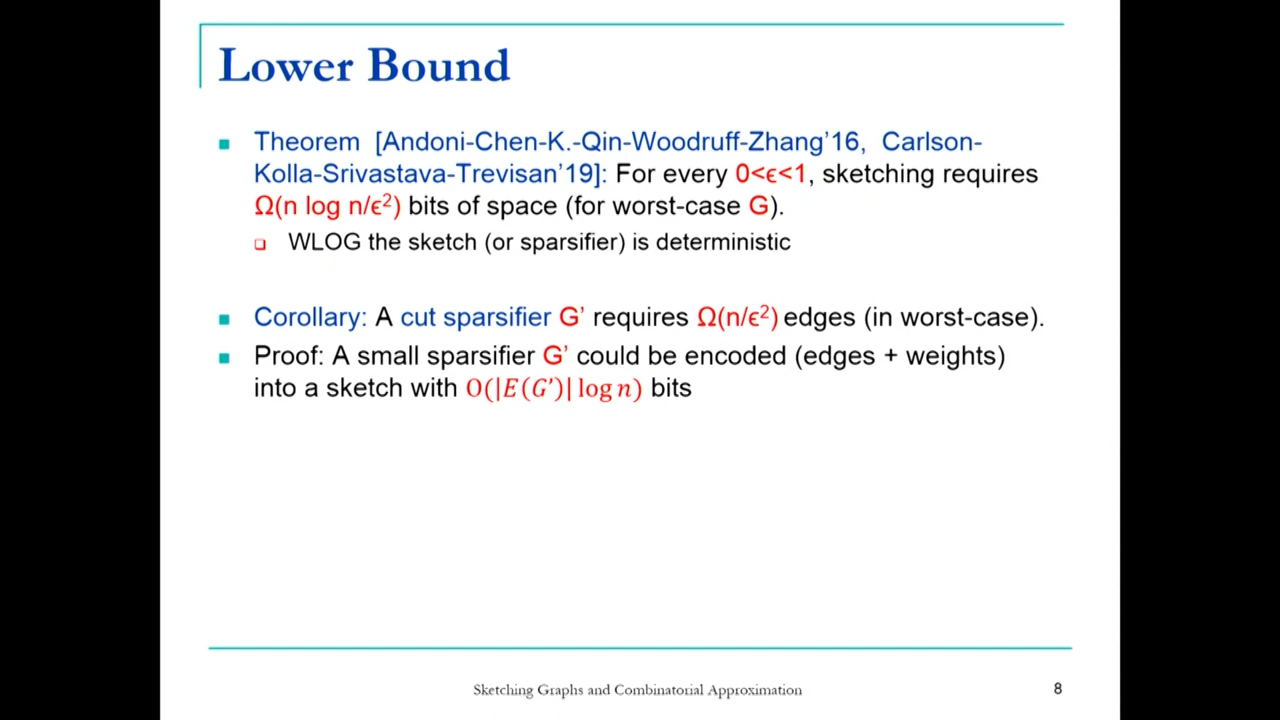 Lower Bound
Theorem [Andoni-Chen-K.-Qin-Woodruff-Zhang’16, Carlson-
Kolla-Srivastava-Trevisan’19]: For every 0<ϵ<1, sketching requires
Ω(n log n/ϵ²) bits of space (for worst-case G).
WLOG the sketch (or sparsifier) is deterministic
Corollary: A cut sparsifier G’ requires Ω(n/ϵ²) edges (in worst-case).
Proof: A small sparsifier G’ could be encoded (edges + weights)
into a sketch with O(|E(G’)| log n) bits
Sketching Graphs and Combinatorial Approximation
8